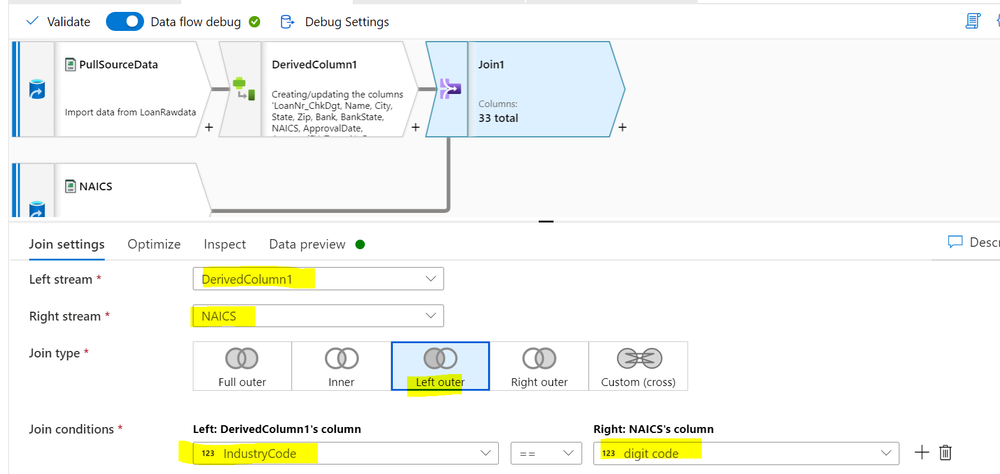 Validate Data flow debug Debug Settings
PullSourceData
Import data from LoanRawdata
+
DerivedColumn1
Creating/updating the columns
'LoanNr_ChkDgt, Name, City,
State, Zip, Bank, BankState,
NAICS, ApprovalDate,
+
Join1
Columns:
33 total
+
NAICS
Join settings Optimize Inspect Data preview
Descr
Left stream *
DerivedColumn1
Right stream *
NAICS
Join type *
Full outer
Inner
Left outer
Right outer
Custom (cross)
Join conditions *
Left: DerivedColumn1's column
Right: NAICS's column
123 IndustryCode
==
123 digit code